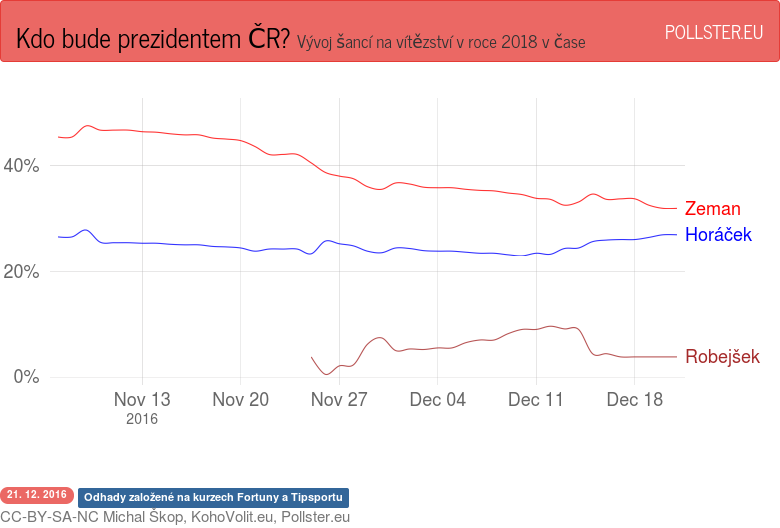 Kdo bude prezidentem ČR? Vývoj šancí na vítězství v roce 2018 v čase
POLLSTER.EU
40%
20%
0%
Zeman
Horáček
Robejšek
Nov 13 Nov 20 Nov 27 Dec 04 Dec 11 Dec 18
2016
21. 12. 2016 Odhady založené na kurzech Fortuny a Tipsportu
CC-BY-SA-NC Michal Škop, KohoVolit.eu, Pollster.eu